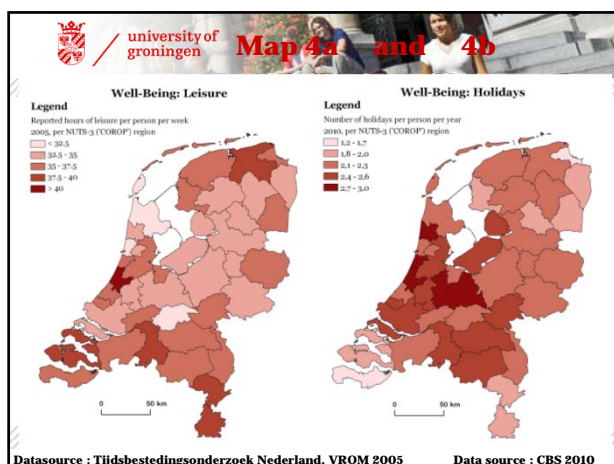 university of
groningen
Map 4a and 4b
Well-Being: Leisure
Legend
Reported hours of leisure per person per week
2005, per NUTS-3 ('COROP') region
< 32.5
32.5 - 35
35 - 37.5
37.5 - 40
> 40
0 50 km
Well-Being: Holidays
Legend
Number of holidays per person per year
2010, per NUTS-3 ('COROP') region
1,2 - 1,7
1,8 - 2,0
2,1 - 2,3
2,4 - 2,6
2,7 - 3,0
0 50 km
Datasource : Tijdsbestedingsonderzoek Nederland, VROM 2005
Data source : CBS 2010